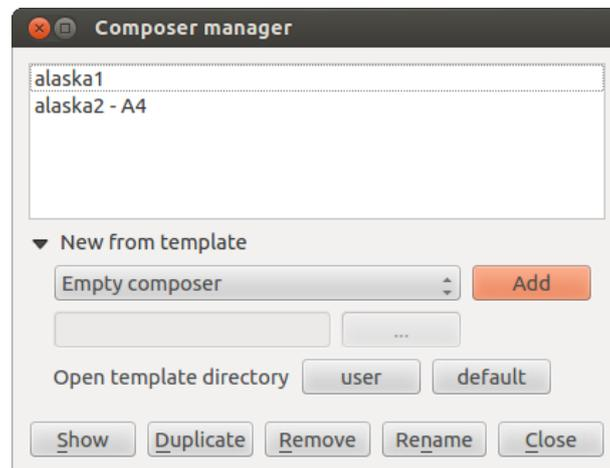 Composer manager
alaska1
alaska2 - A4
New from template
Empty composer
Add
...
Open template directory
user
default
Show
Duplicate
Remove
Rename
Close